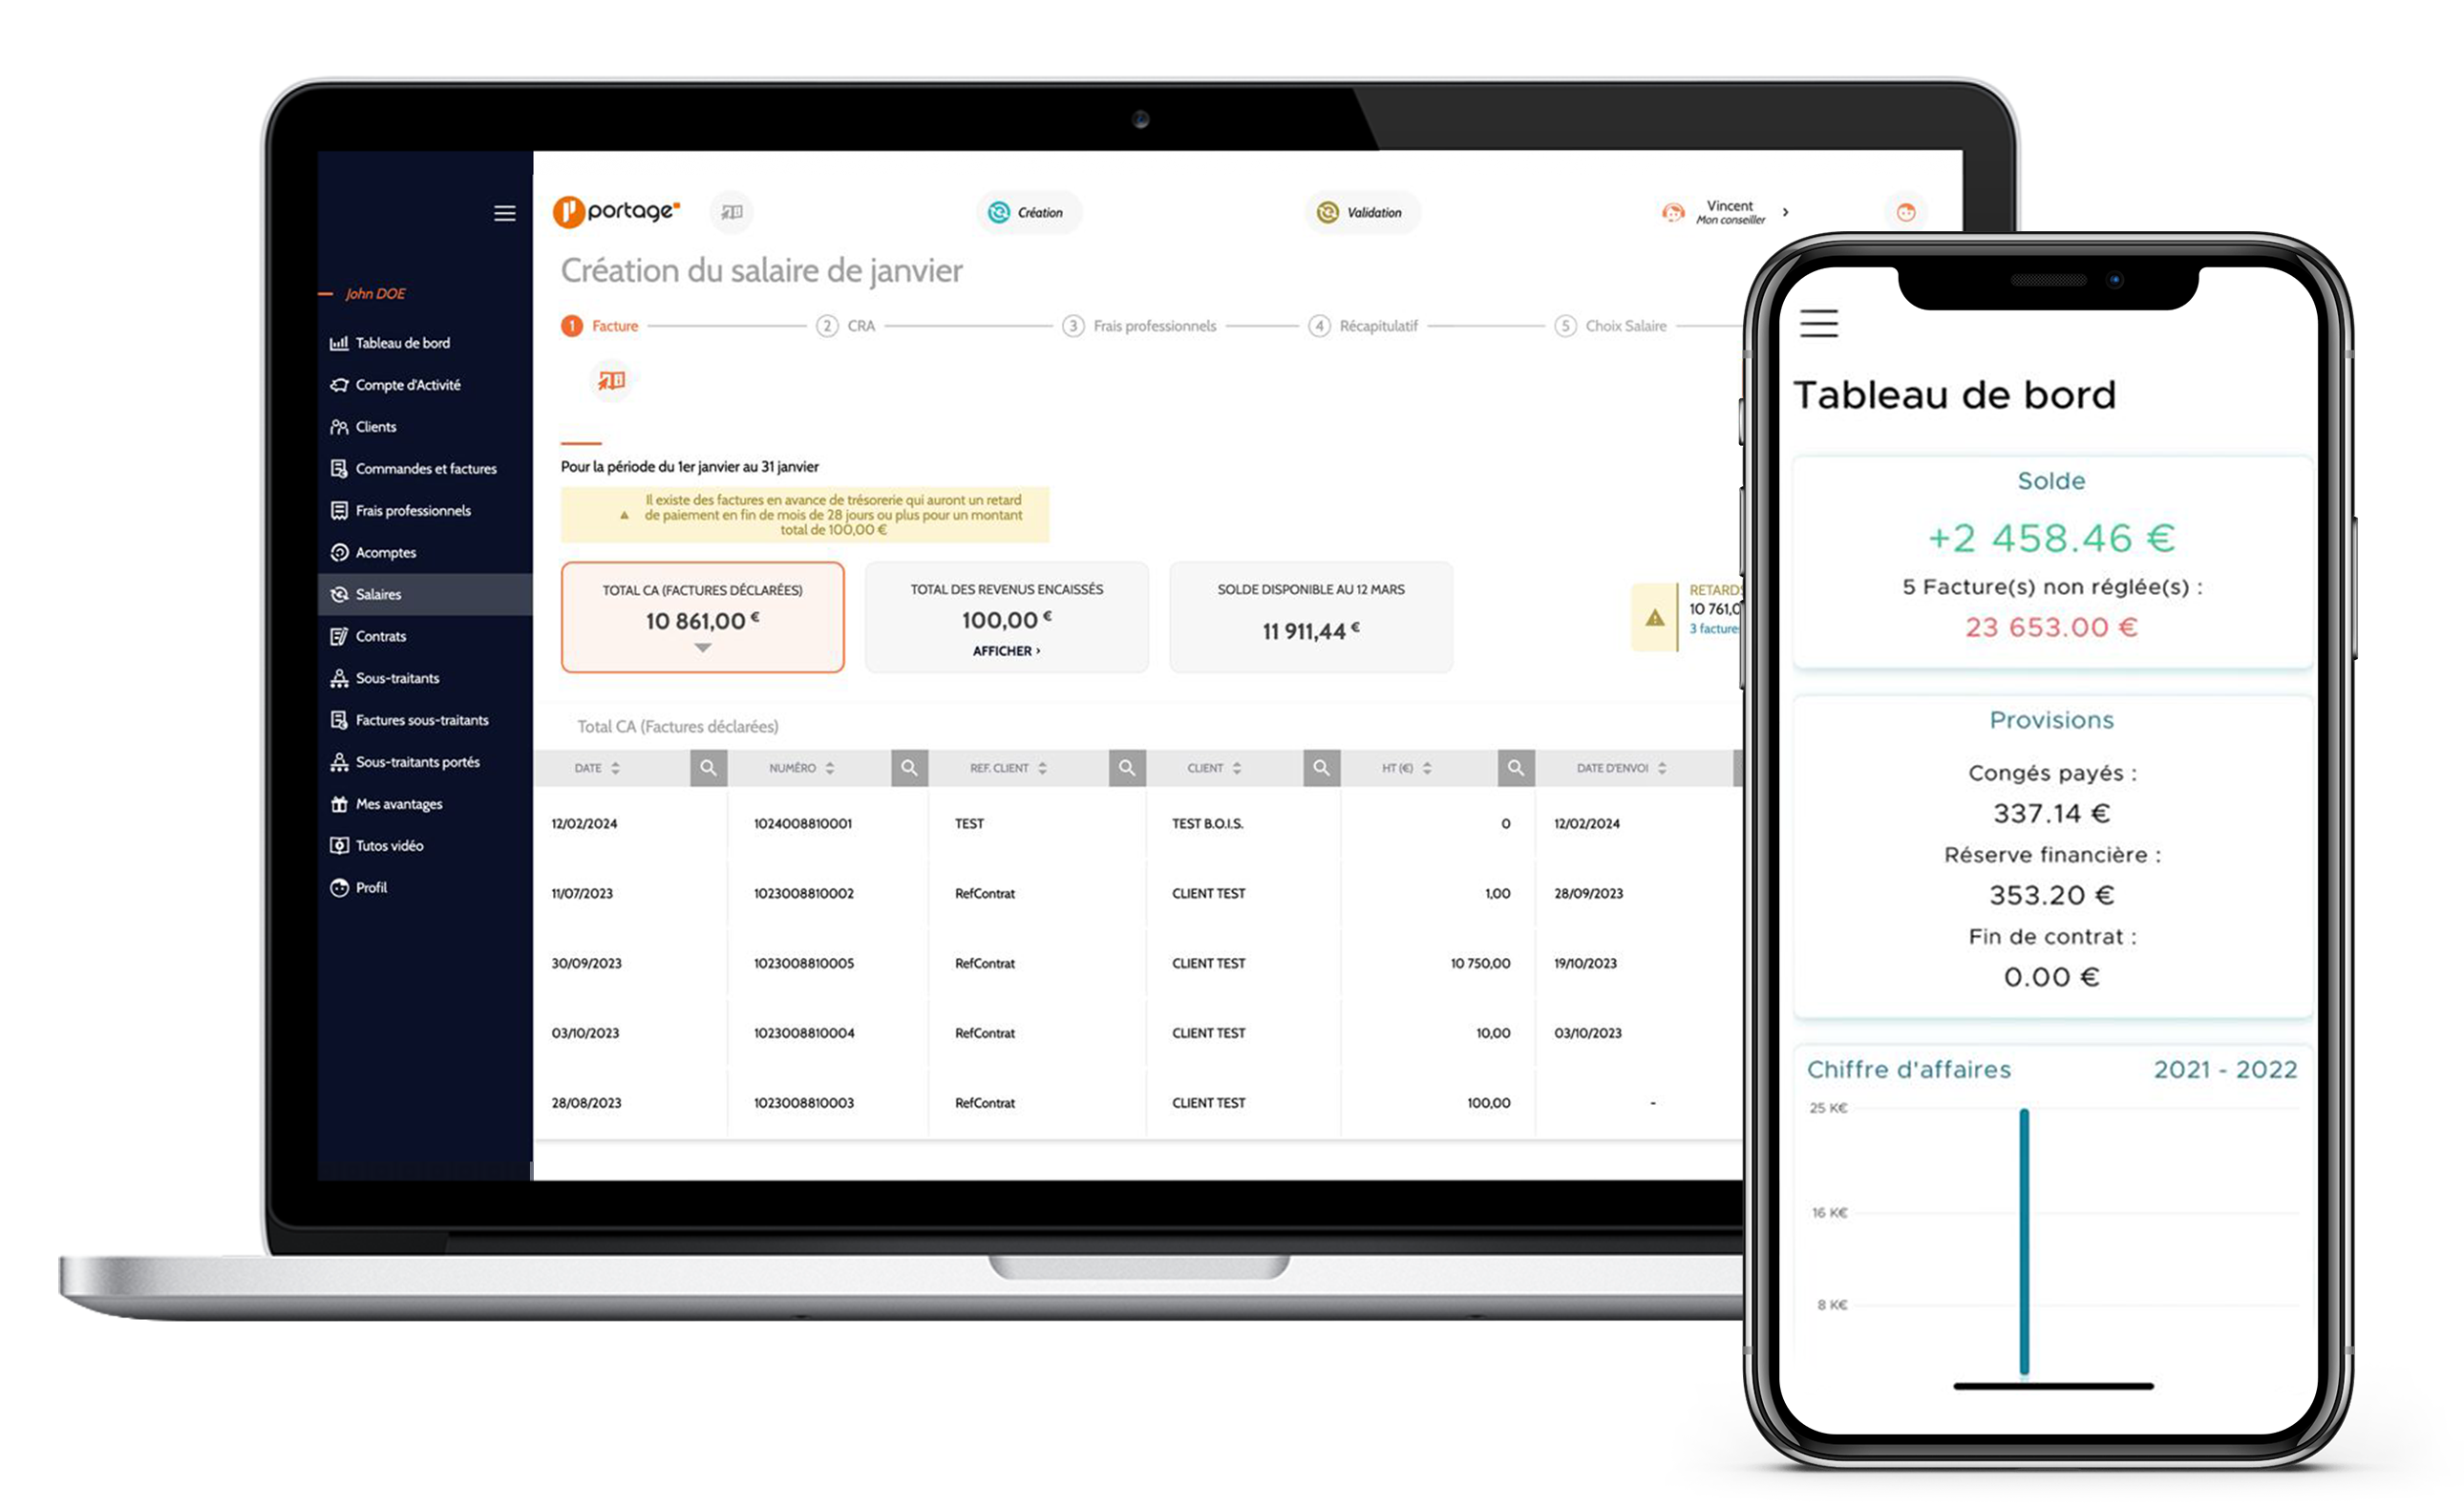 portage
Création
Validation
Vincent
Mon conseiller
Création du salaire de janvier
John DOE
1 Facture
2 CRA
3 Frais professionnels
4 Récapitulatif
5 Choix Salaire
Tableau de bord
Compte d'Activité
Clients
Commandes et factures
Frais professionnels
Acomptes
Salaires
Contrats
Sous-traitants
Factures sous-traitants
Sous-traitants portés
Mes avantages
Tutos vidéo
Profil
Pour la période du 1er janvier au 31 janvier
Il existe des factures en avance de trésorerie qui auront un retard
de paiement en fin de mois de 28 jours ou plus pour un montant
total de 100,00 €
TOTAL CA (FACTURES DÉCLARÉES)
10 861,00 €
TOTAL DES REVENUS ENCAISSÉS
100,00 €
AFFICHER ›
SOLDE DISPONIBLE AU 12 MARS
11 911,44 €
RETARDS
10 761,0
3 facture
Total CA (Factures déclarées)
DATE NUMÉRO REF. CLIENT CLIENT HT (€) DATE D'ENVOI
12/02/2024 1024008810001 TEST TEST B.O.I.S. 0 12/02/2024
11/07/2023 1023008810002 RefContrat CLIENT TEST 1,00 28/09/2023
30/09/2023 1023008810005 RefContrat CLIENT TEST 10 750,00 19/10/2023
03/10/2023 1023008810004 RefContrat CLIENT TEST 10,00 03/10/2023
28/08/2023 1023008810003 RefContrat CLIENT TEST 100,00 -
Tableau de bord
Solde
+2 458.46 €
5 Facture(s) non réglée(s) :
23 653.00 €
Provisions
Congés payés :
337.14 €
Réserve financière :
353.20 €
Fin de contrat :
0.00 €
Chiffre d'affaires 2021 - 2022
25 K€
16 K€
8 K€